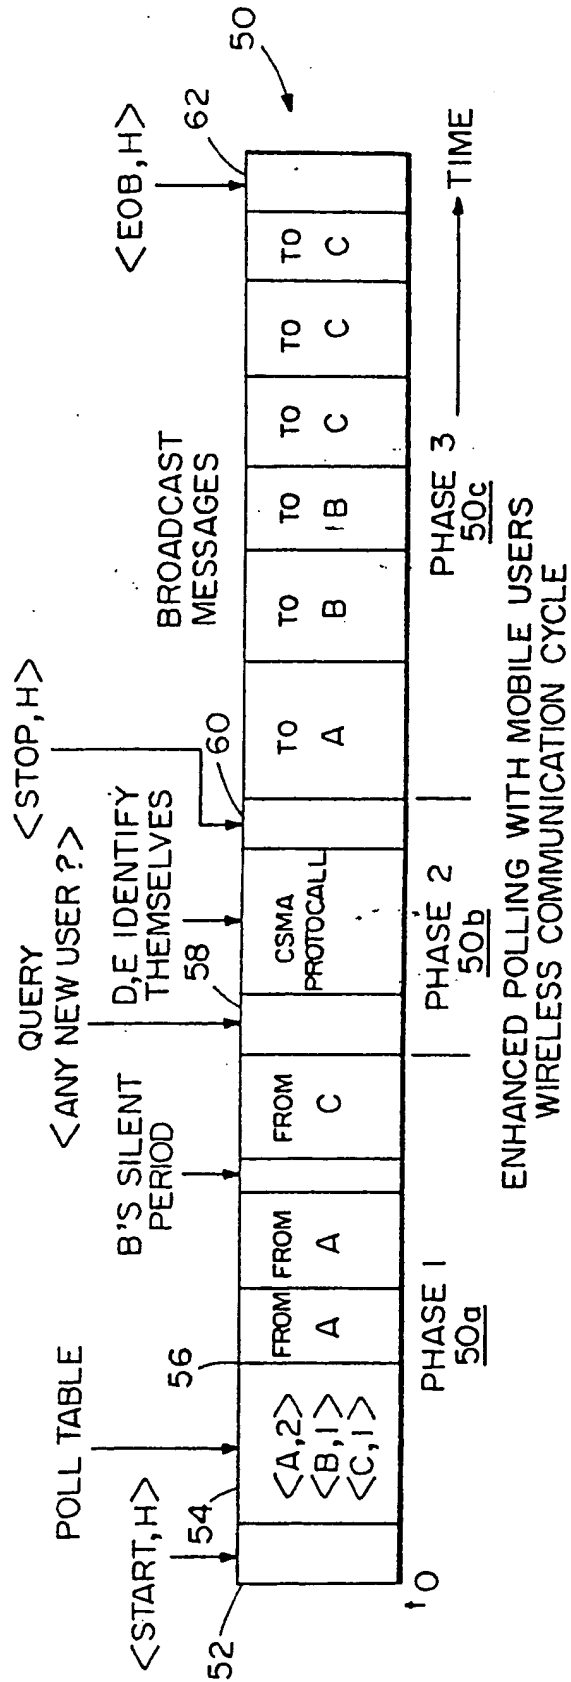 50
<START,H>
POLL TABLE
B'S SILENT
PERIOD
QUERY
<ANY NEW USER ?>
D,E IDENTIFY
THEMSELVES
<STOP,H>
BROADCAST
MESSAGES
<EOB,H>
52
54
56
58
60
62
<A,2>
<B,1>
<C,1>
FROM
A
FROM
A
FROM
C
CSMA
PROTOCALL
TO
A
TO
B
TO
B
TO
C
TO
C
TO
C
t0
PHASE 1
50a
PHASE 2
50b
PHASE 3
50c
TIME
ENHANCED POLLING WITH MOBILE USERS
WIRELESS COMMUNICATION CYCLE